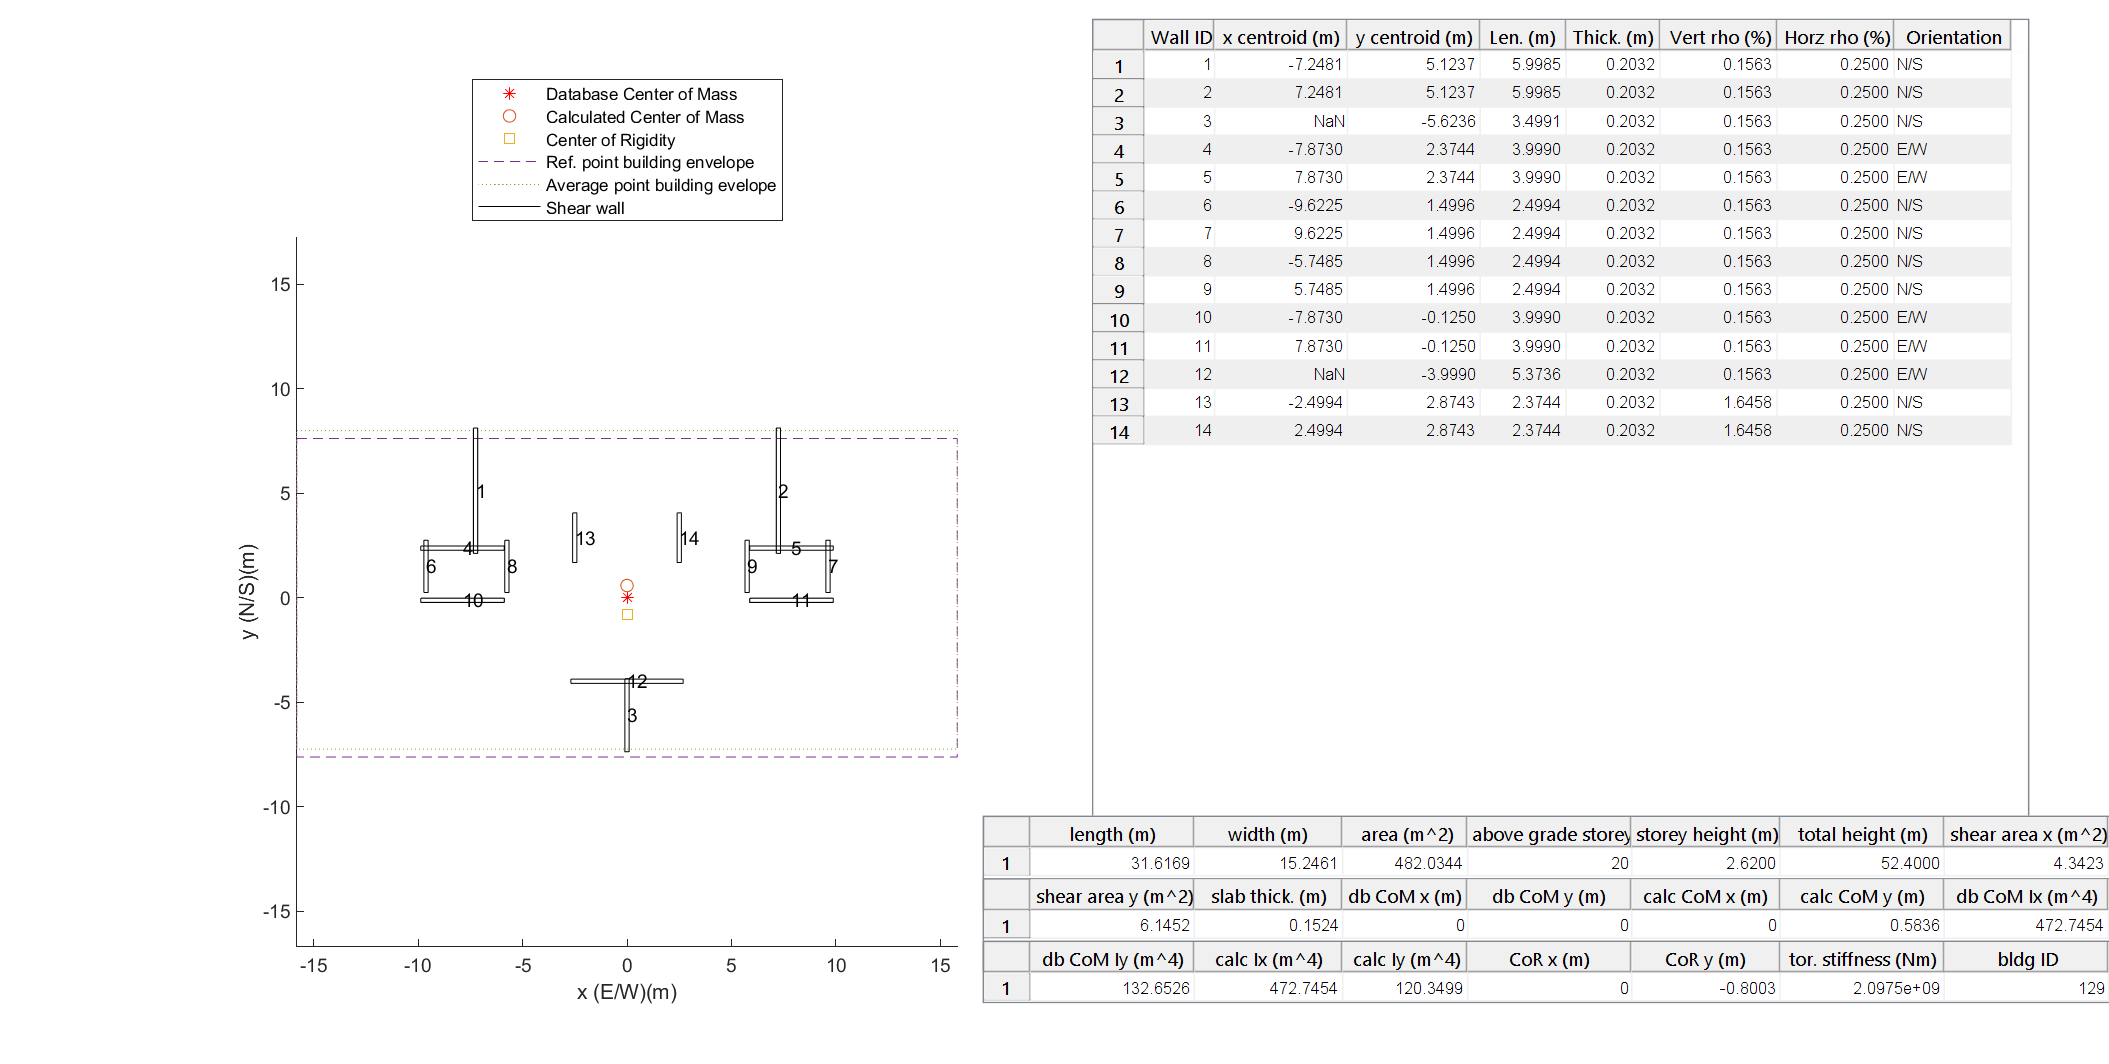 Database Center of Mass
Calculated Center of Mass
Center of Rigidity
Ref. point building envelope
Average point building evelope
Shear wall
15
10
5
0
-5
-10
-15
y (N/S)(m)
1
2
13
14
4
5
6
8
9
7
10
11
12
3
-15 -10 -5 0 5 10 15
x (E/W)(m)
Wall ID x centroid (m) y centroid (m) Len. (m) Thick. (m) Vert rho (%) Horz rho (%) Orientation
1 1 -7.2481 5.1237 5.9985 0.2032 0.1563 0.2500 N/S
2 2 7.2481 5.1237 5.9985 0.2032 0.1563 0.2500 N/S
3 3 NaN -5.6236 3.4991 0.2032 0.1563 0.2500 N/S
4 4 -7.8730 2.3744 3.9990 0.2032 0.1563 0.2500 E/W
5 5 7.8730 2.3744 3.9990 0.2032 0.1563 0.2500 E/W
6 6 -9.6225 1.4996 2.4994 0.2032 0.1563 0.2500 N/S
7 7 9.6225 1.4996 2.4994 0.2032 0.1563 0.2500 N/S
8 8 -5.7485 1.4996 2.4994 0.2032 0.1563 0.2500 N/S
9 9 5.7485 1.4996 2.4994 0.2032 0.1563 0.2500 N/S
10 10 -7.8730 -0.1250 3.9990 0.2032 0.1563 0.2500 E/W
11 11 7.8730 -0.1250 3.9990 0.2032 0.1563 0.2500 E/W
12 12 NaN -3.9990 5.3736 0.2032 0.1563 0.2500 E/W
13 13 -2.4994 2.8743 2.3744 0.2032 1.6458 0.2500 N/S
14 14 2.4994 2.8743 2.3744 0.2032 1.6458 0.2500 N/S
length (m) width (m) area (m^2) above grade storey storey height (m) total height (m) shear area x (m^2)
1 31.6169 15.2461 482.0344 20 2.6200 52.4000 4.3423
shear area y (m^2) slab thick. (m) db CoM x (m) db CoM y (m) calc CoM x (m) calc CoM y (m) db CoM Ix (m^4)
1 6.1452 0.1524 0 0 0 0.5836 472.7454
db CoM Iy (m^4) calc Ix (m^4) calc Iy (m^4) CoR x (m) CoR y (m) tor. stiffness (Nm) bldg ID
1 132.6526 472.7454 120.3499 0 -0.8003 2.0975e+09 129